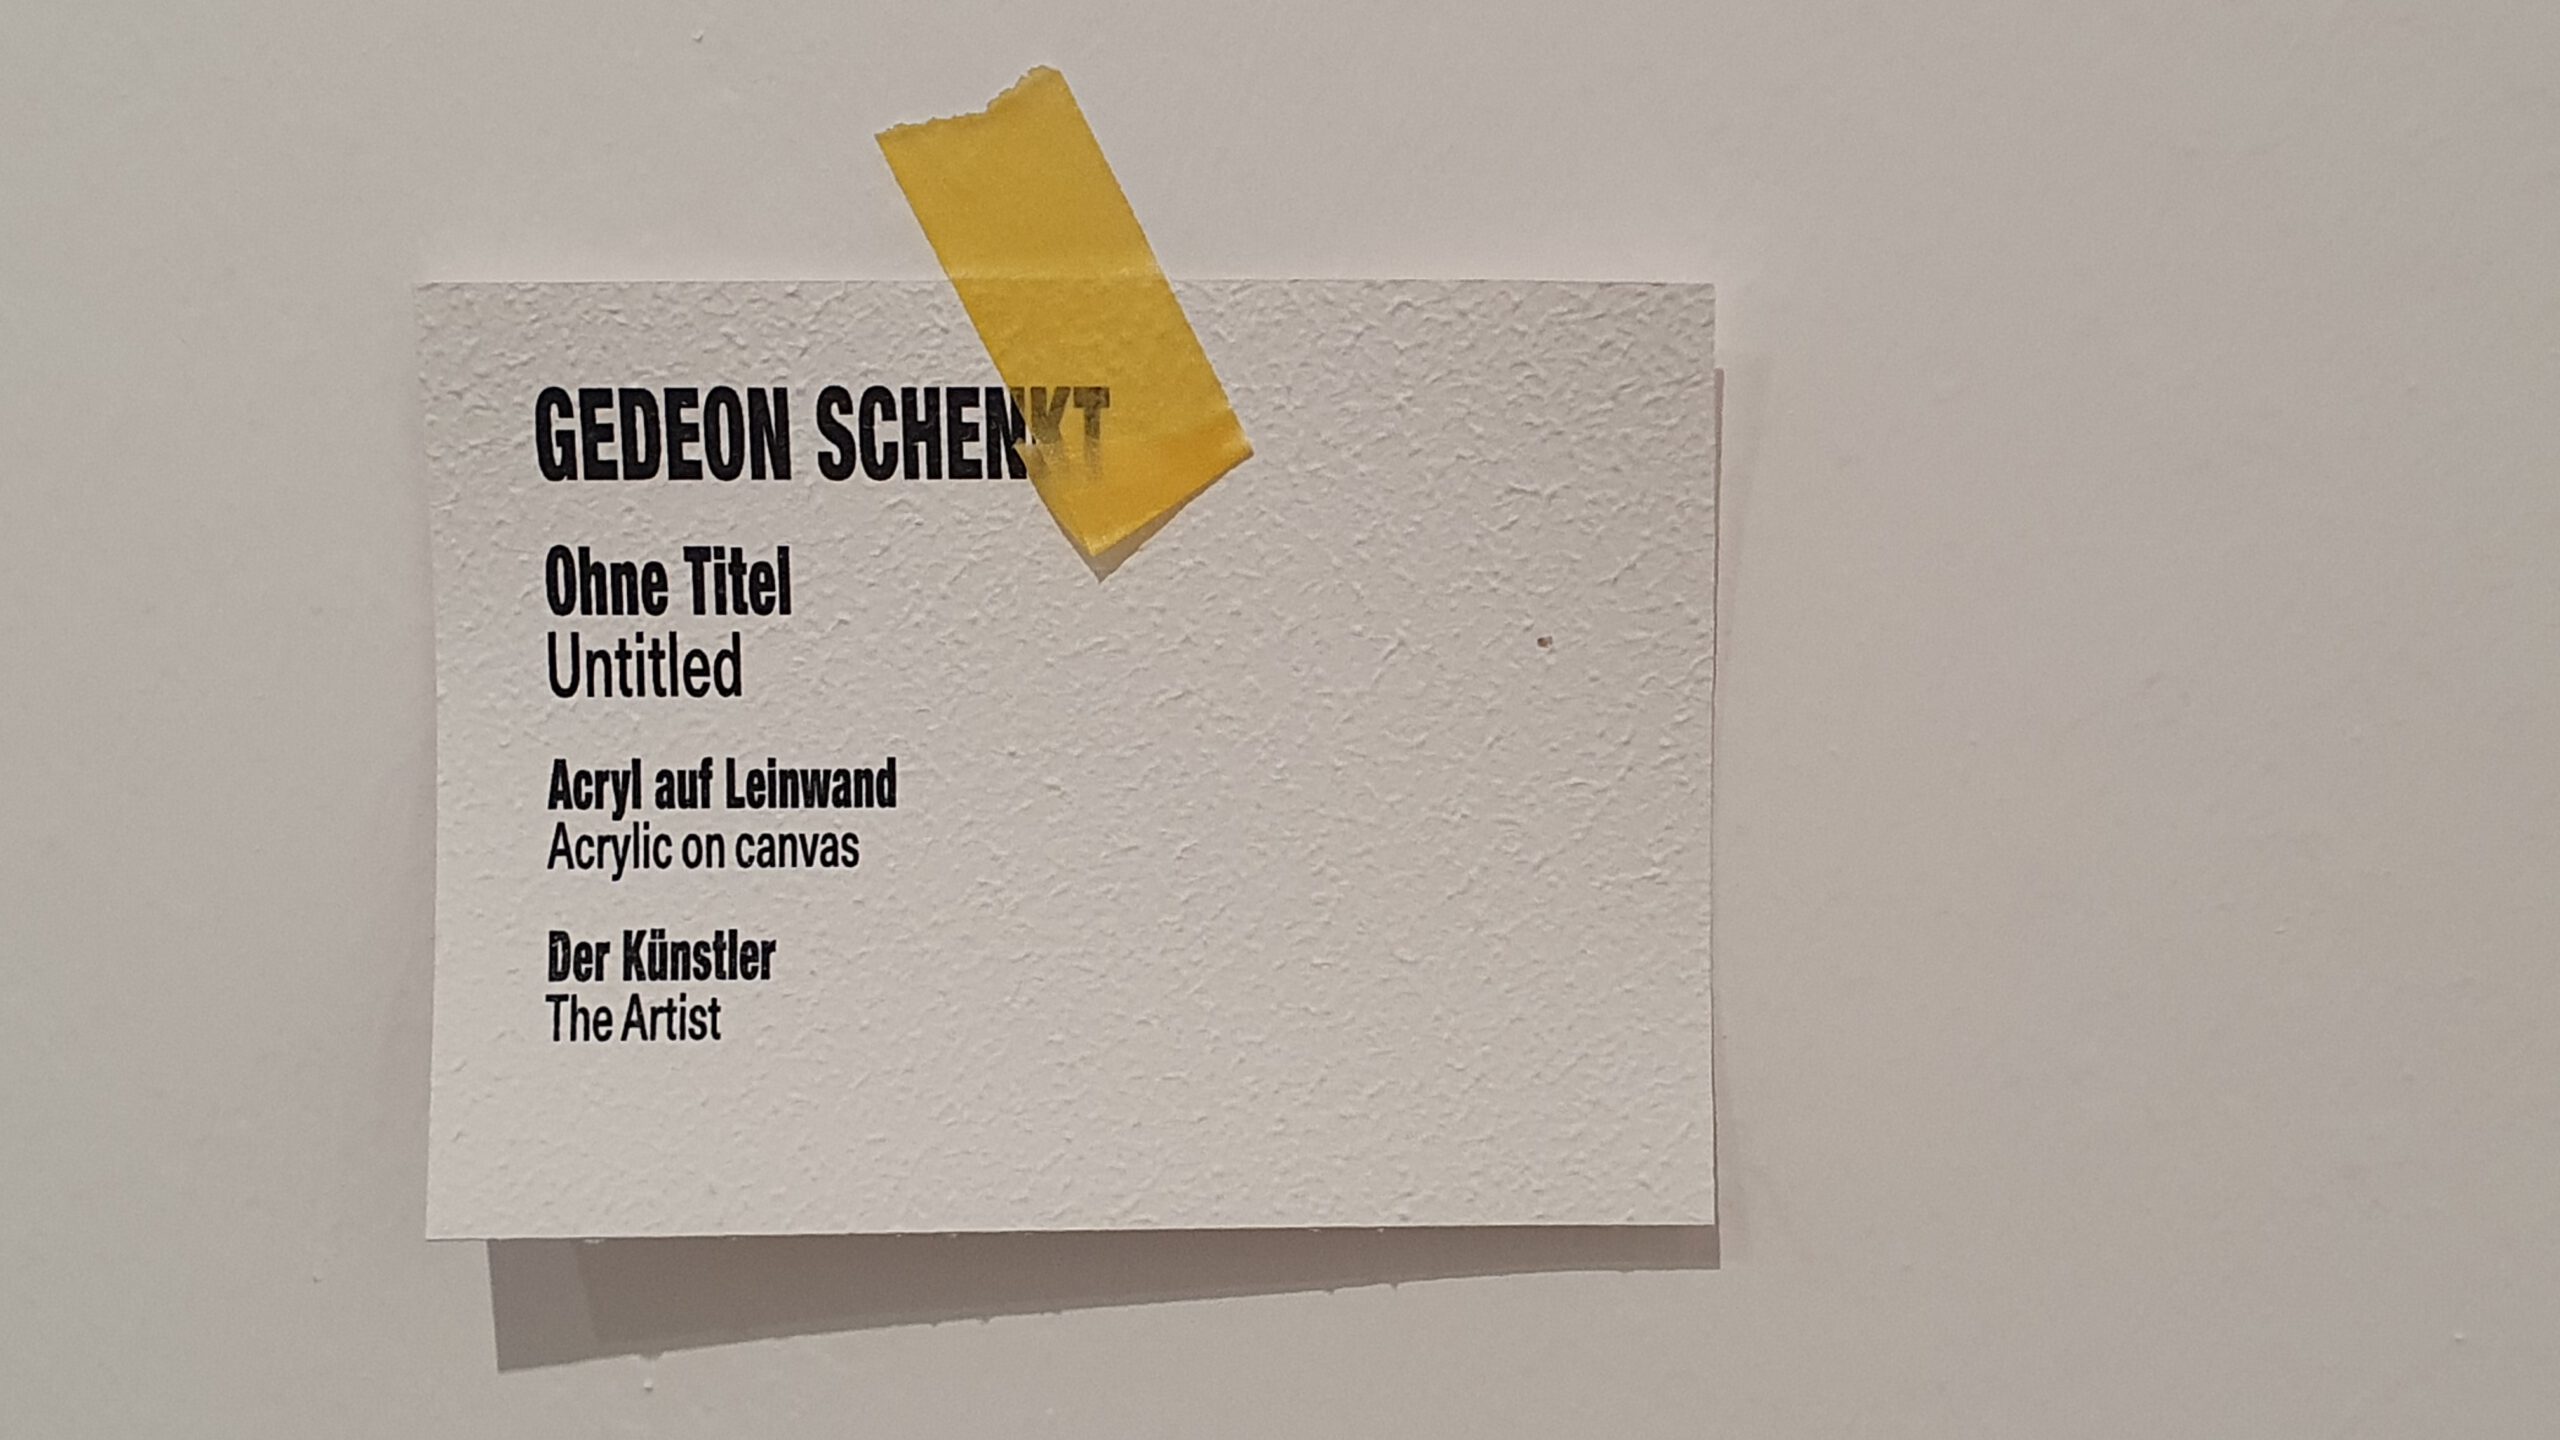 GEDEON SCHENKT
Ohne Titel
Untitled
Acryl auf Leinwand
Acrylic on canvas
Der Künstler
The Artist